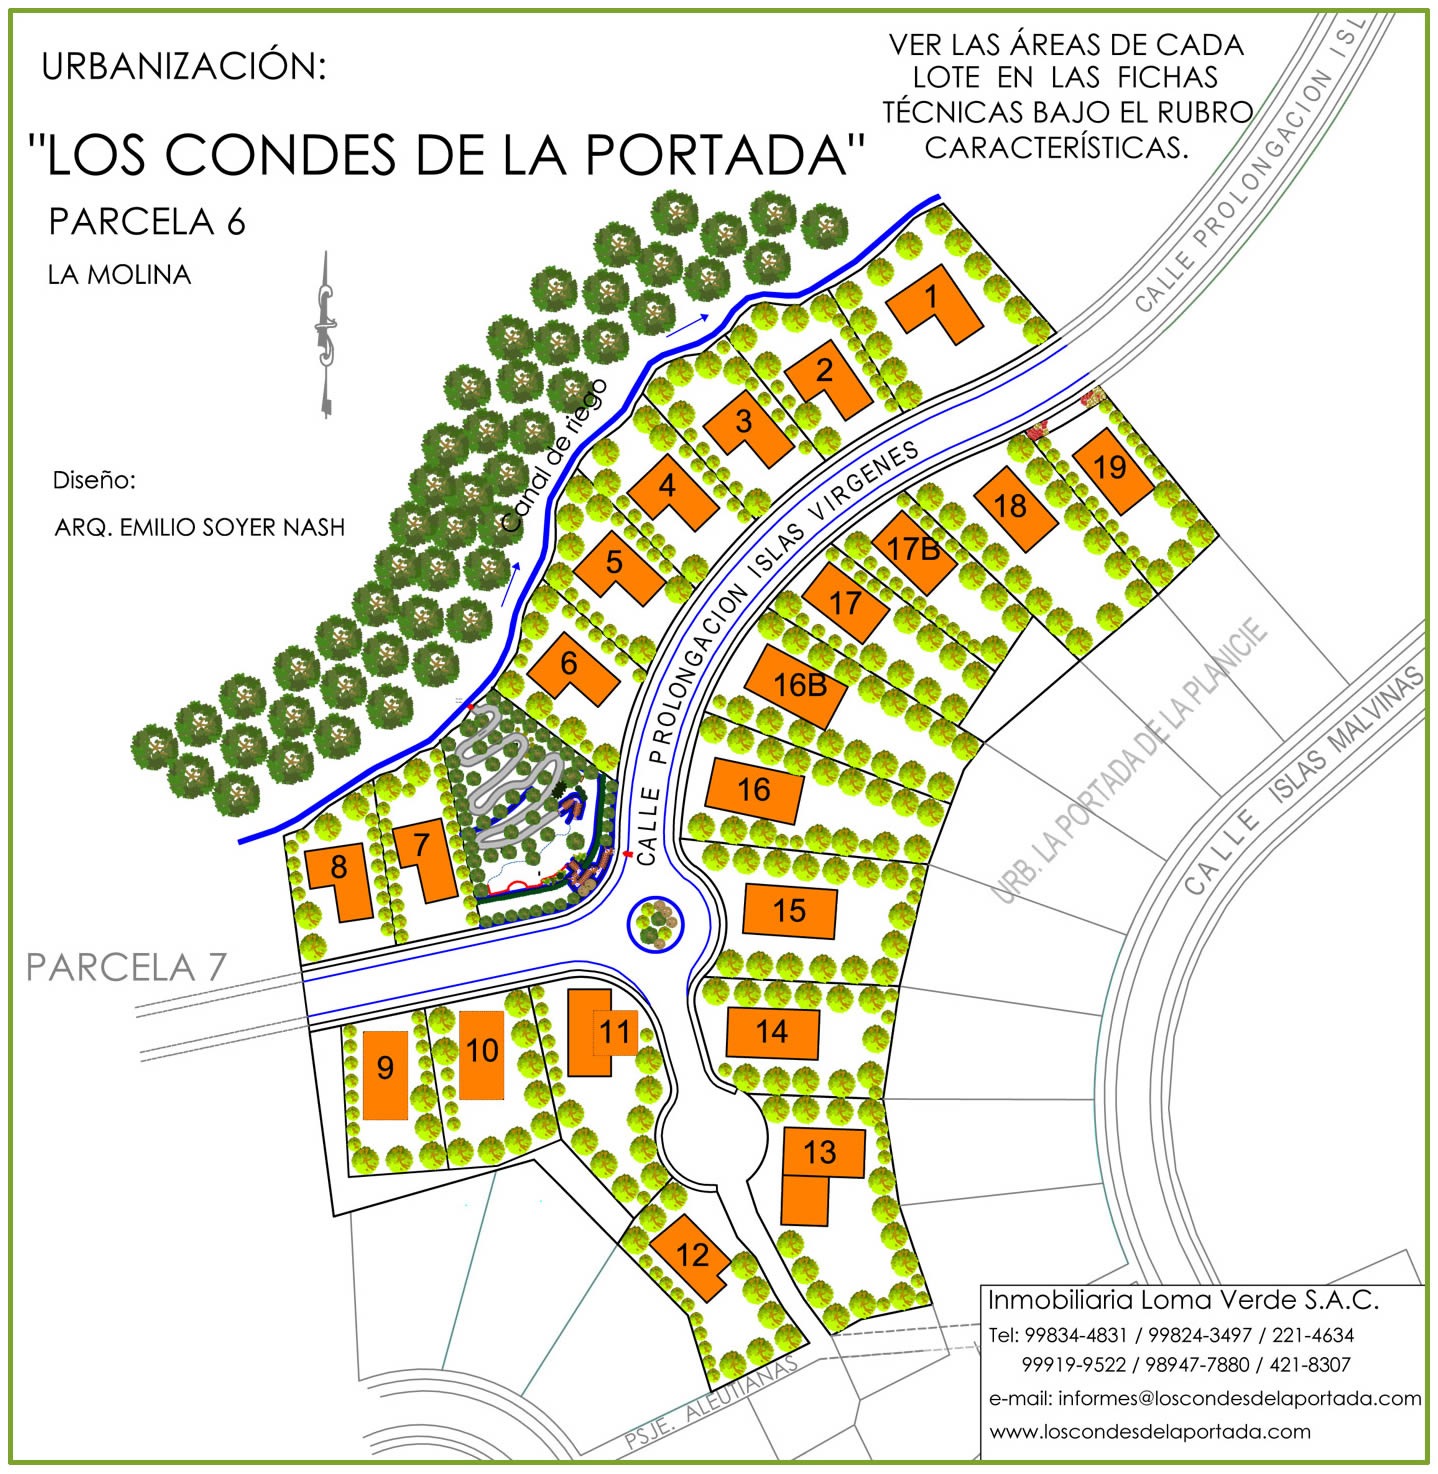 URBANIZACIÓN:
"LOS CONDES DE LA PORTADA"
PARCELA 6
LA MOLINA
VER LAS ÁREAS DE CADA
LOTE EN LAS FICHAS
TÉCNICAS BAJO EL RUBRO
CARACTERÍSTICAS.
Diseño:
ARQ. EMILIO SOYER NASH
CALLE PROLONGACION ISL
Canal de riego
CALLE PROLONGACION ISLAS VIRGENES
1
2
3
4
5
6
7
8
19
18
17B
17
16B
16
15
14
13
9
10
11
12
PARCELA 7
URB. LA PORTADA DE LA PLANICIE
CALLE ISLAS MALVINAS
PSJE. ALEUTIANAS
Inmobiliaria Loma Verde S.A.C.
Tel: 99834-4831 / 99824-3497 / 221-4634
99919-9522 / 98947-7880 / 421-8307
e-mail: informes@loscondesdelaportada.com
www.loscondesdelaportada.com